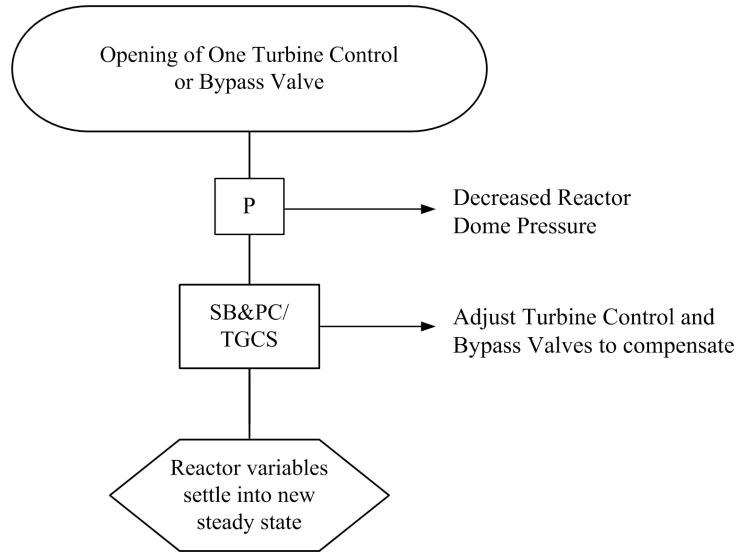 Opening of One Turbine Control
or Bypass Valve
P
Decreased Reactor
Dome Pressure
SB&PC/
TGCS
Adjust Turbine Control and
Bypass Valves to compensate
Reactor variables
settle into new
steady state